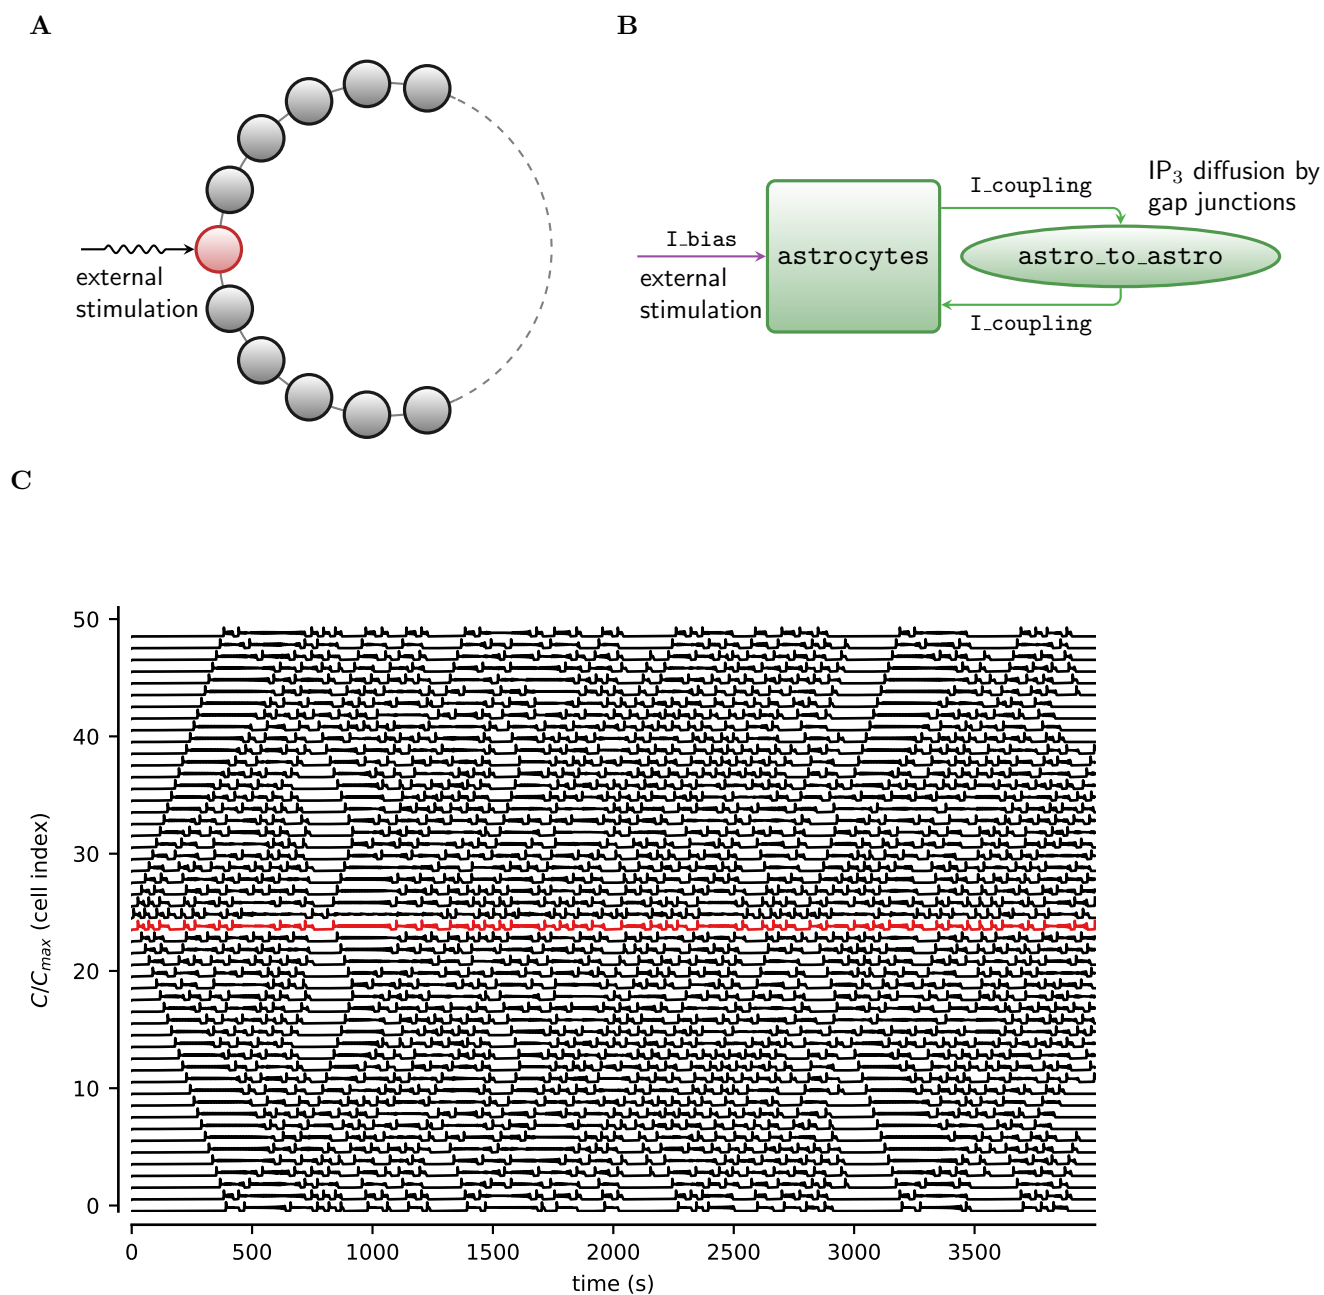 A
B
external
stimulation
I_bias
external
stimulation
astrocytes
I_coupling
IP₃ diffusion by
gap junctions
astro_to_astro
I_coupling
C
C/Cmax (cell index)
50
40
30
20
10
0
0 500 1000 1500 2000 2500 3000 3500
time (s)